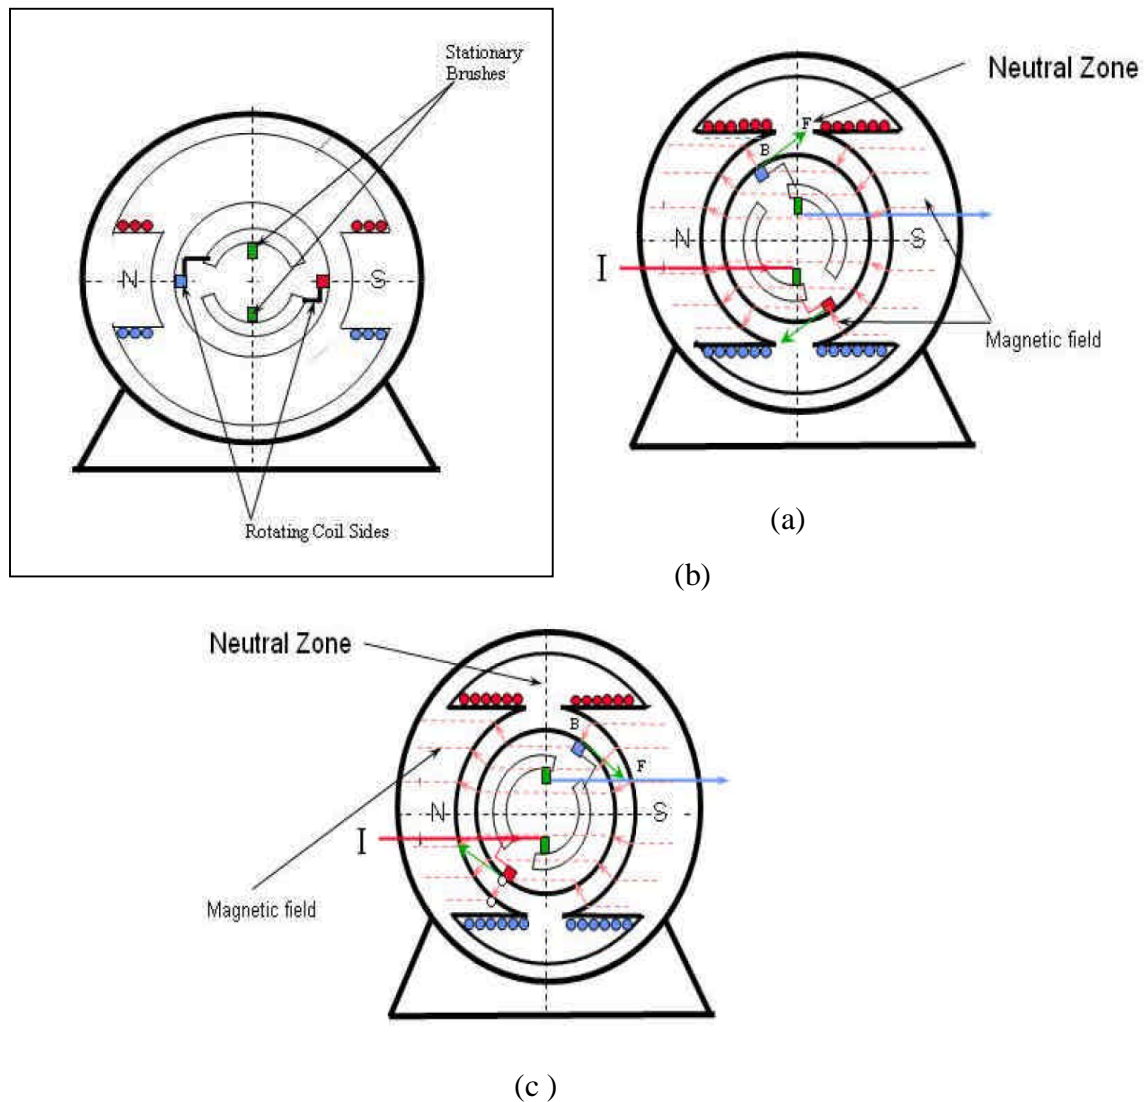 Stationary
Brushes
N
S
Rotating Coil Sides
Neutral Zone
F
B
N
S
I
Magnetic field
(a)
(b)
Neutral Zone
B
F
N
S
I
Magnetic field
(c )